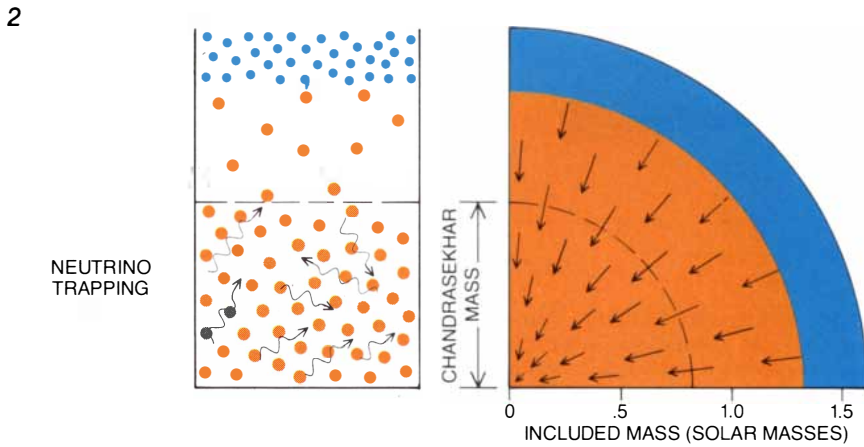 2
NEUTRINO
TRAPPING
CHANDRASEKHAR
MASS
0 .5 1.0 1.5
INCLUDED MASS (SOLAR MASSES)